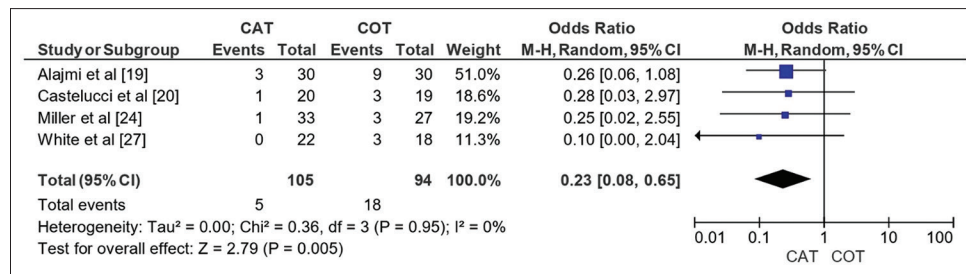 CAT COT Odds Ratio Odds Ratio
Study or Subgroup Events Total Events Total Weight M-H, Random, 95% CI M-H, Random, 95% CI
Alajmi et al [19] 3 30 9 30 51.0% 0.26 [0.06, 1.08]
Castelucci et al [20] 1 20 3 19 18.6% 0.28 [0.03, 2.97]
Miller et al [24] 1 33 3 27 19.2% 0.25 [0.02, 2.55]
White et al [27] 0 22 3 18 11.3% 0.10 [0.00, 2.04]
Total (95% CI) 105 94 100.0% 0.23 [0.08, 0.65]
Total events 5 18
Heterogeneity: Tau² = 0.00; Chi² = 0.36, df = 3 (P = 0.95); I² = 0%
Test for overall effect: Z = 2.79 (P = 0.005)
0.01 0.1 1 10 100
CAT COT